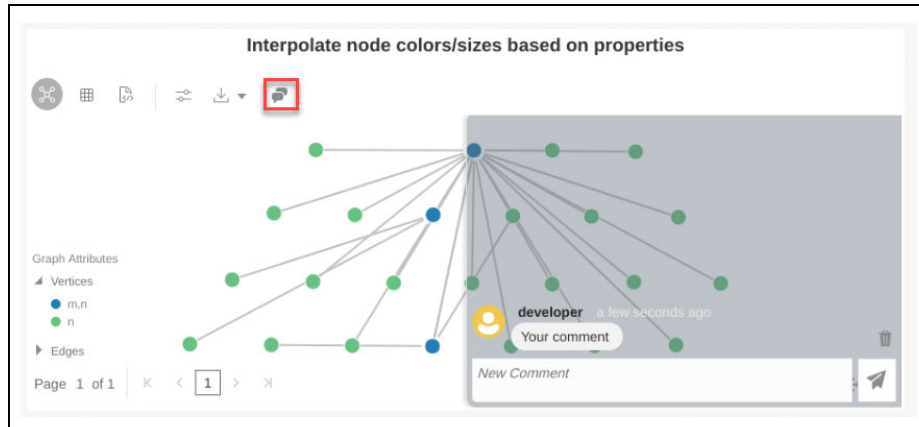 Interpolate node colors/sizes based on properties
Graph Attributes
Vertices
m,n
n
Edges
Page 1 of 1 1
developer a few seconds ago
Your comment
New Comment